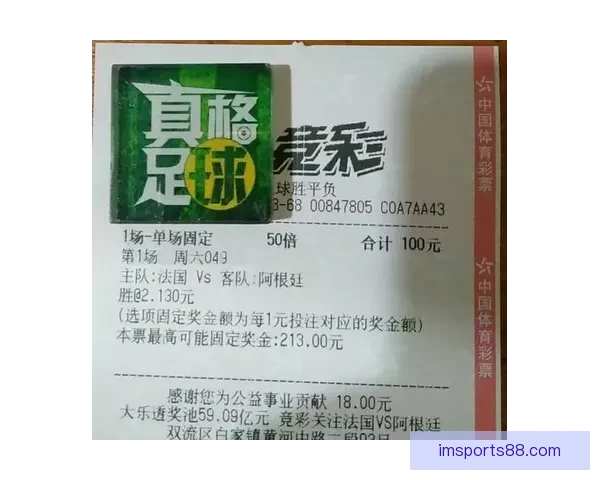 真格
足球
竞彩
球胜平负
3-68 00847805 C0A7AA43
1场-单场固定 50倍 合计 100元
第1场 周六049
主队:法国 Vs 客队:阿根廷
胜@2.130元
(选项固定奖金额为每1元投注对应的奖金额)
本票最高可能固定奖金:213.00元
感谢您为公益事业贡献 18.00元
大乐透奖池59.09亿元 竞彩关注法国VS阿根廷
双流区白家镇黄河中路二段
中国体育彩票
中国体育彩票
imsports88.com